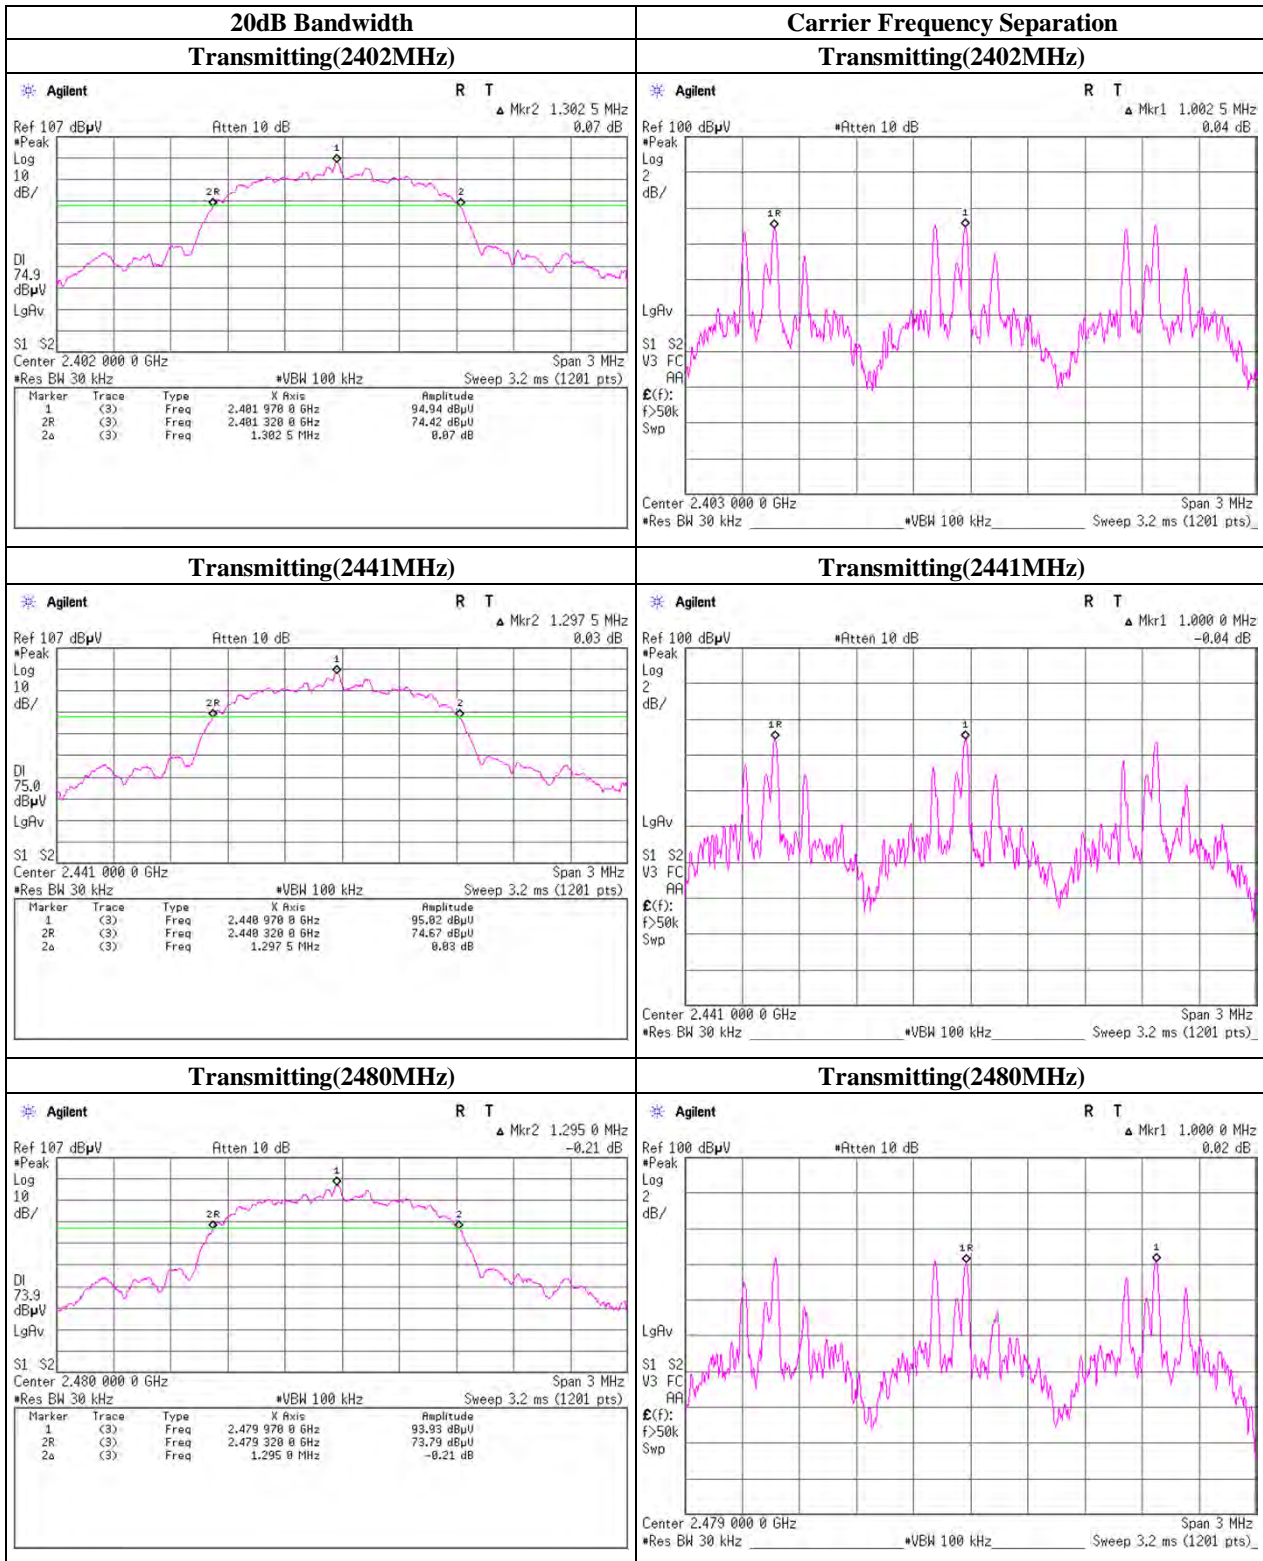 20dB Bandwidth
Carrier Frequency Separation
Transmitting(2402MHz)
Transmitting(2402MHz)
Agilent
R T
Δ Mkr2 1.302 5 MHz
Ref 107 dBµV
Atten 10 dB
0.07 dB
#Peak
Log
10
dB/
1
2R
2
DI
74.9
dBµV
LgAv
S1 S2
Center 2.402 000 0 GHz
Span 3 MHz
#Res BW 30 kHz
#VBW 100 kHz
Sweep 3.2 ms (1201 pts)
Marker Trace Type X Axis Amplitude
1 (3) Freq 2.401 970 0 GHz 94.94 dBµV
2R (3) Freq 2.401 320 0 GHz 74.42 dBµV
2Δ (3) Freq 1.302 5 MHz 0.07 dB
Agilent
R T
Δ Mkr1 1.002 5 MHz
Ref 100 dBµV
#Atten 10 dB
0.04 dB
#Peak
Log
2
dB/
1R
1
LgAv
S1 S2
V3 FC
AA
£(f):
f>50k
Swp
Center 2.403 000 0 GHz
Span 3 MHz
#Res BW 30 kHz
#VBW 100 kHz
Sweep 3.2 ms (1201 pts)
Transmitting(2441MHz)
Transmitting(2441MHz)
Agilent
R T
Δ Mkr2 1.297 5 MHz
Ref 107 dBµV
Atten 10 dB
0.03 dB
#Peak
Log
10
dB/
1
2R
2
DI
75.0
dBµV
LgAv
S1 S2
Center 2.441 000 0 GHz
Span 3 MHz
#Res BW 30 kHz
#VBW 100 kHz
Sweep 3.2 ms (1201 pts)
Marker Trace Type X Axis Amplitude
1 (3) Freq 2.440 970 0 GHz 95.02 dBµV
2R (3) Freq 2.440 320 0 GHz 74.67 dBµV
2Δ (3) Freq 1.297 5 MHz 0.03 dB
Agilent
R T
Δ Mkr1 1.000 0 MHz
Ref 100 dBµV
#Atten 10 dB
-0.04 dB
#Peak
Log
2
dB/
1R
1
LgAv
S1 S2
V3 FC
AA
£(f):
f>50k
Swp
Center 2.441 000 0 GHz
Span 3 MHz
#Res BW 30 kHz
#VBW 100 kHz
Sweep 3.2 ms (1201 pts)
Transmitting(2480MHz)
Transmitting(2480MHz)
Agilent
R T
Δ Mkr2 1.295 0 MHz
Ref 107 dBµV
Atten 10 dB
-0.21 dB
#Peak
Log
10
dB/
1
2R
2
DI
73.9
dBµV
LgAv
S1 S2
Center 2.480 000 0 GHz
Span 3 MHz
#Res BW 30 kHz
#VBW 100 kHz
Sweep 3.2 ms (1201 pts)
Marker Trace Type X Axis Amplitude
1 (3) Freq 2.479 970 0 GHz 93.93 dBµV
2R (3) Freq 2.479 320 0 GHz 73.79 dBµV
2Δ (3) Freq 1.295 0 MHz -0.21 dB
Agilent
R T
Δ Mkr1 1.000 0 MHz
Ref 100 dBµV
#Atten 10 dB
0.02 dB
#Peak
Log
2
dB/
1R
1
LgAv
S1 S2
V3 FC
AA
£(f):
f>50k
Swp
Center 2.479 000 0 GHz
Span 3 MHz
#Res BW 30 kHz
#VBW 100 kHz
Sweep 3.2 ms (1201 pts)